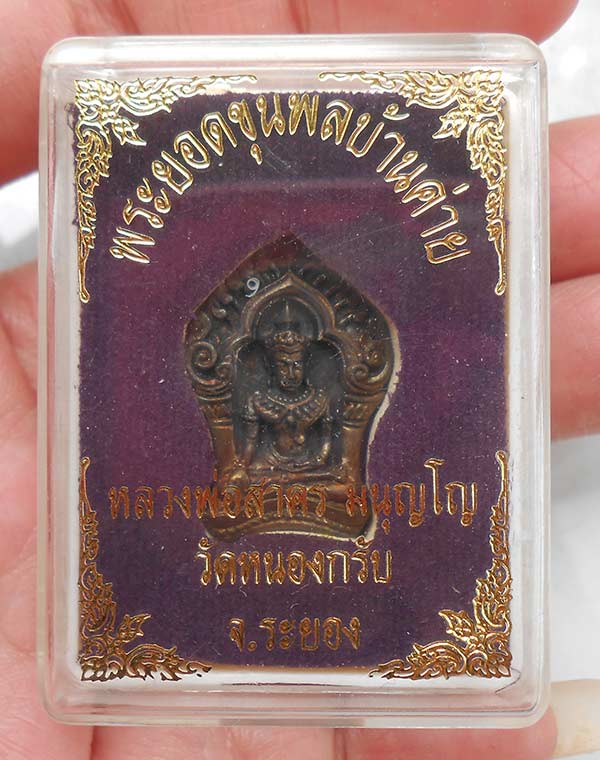 พระยอดขุนพลบ้านค่าย
๑
หลวงพ่อสาคร มนุญโญ
วัดหนองกรับ
จ.ระยอง